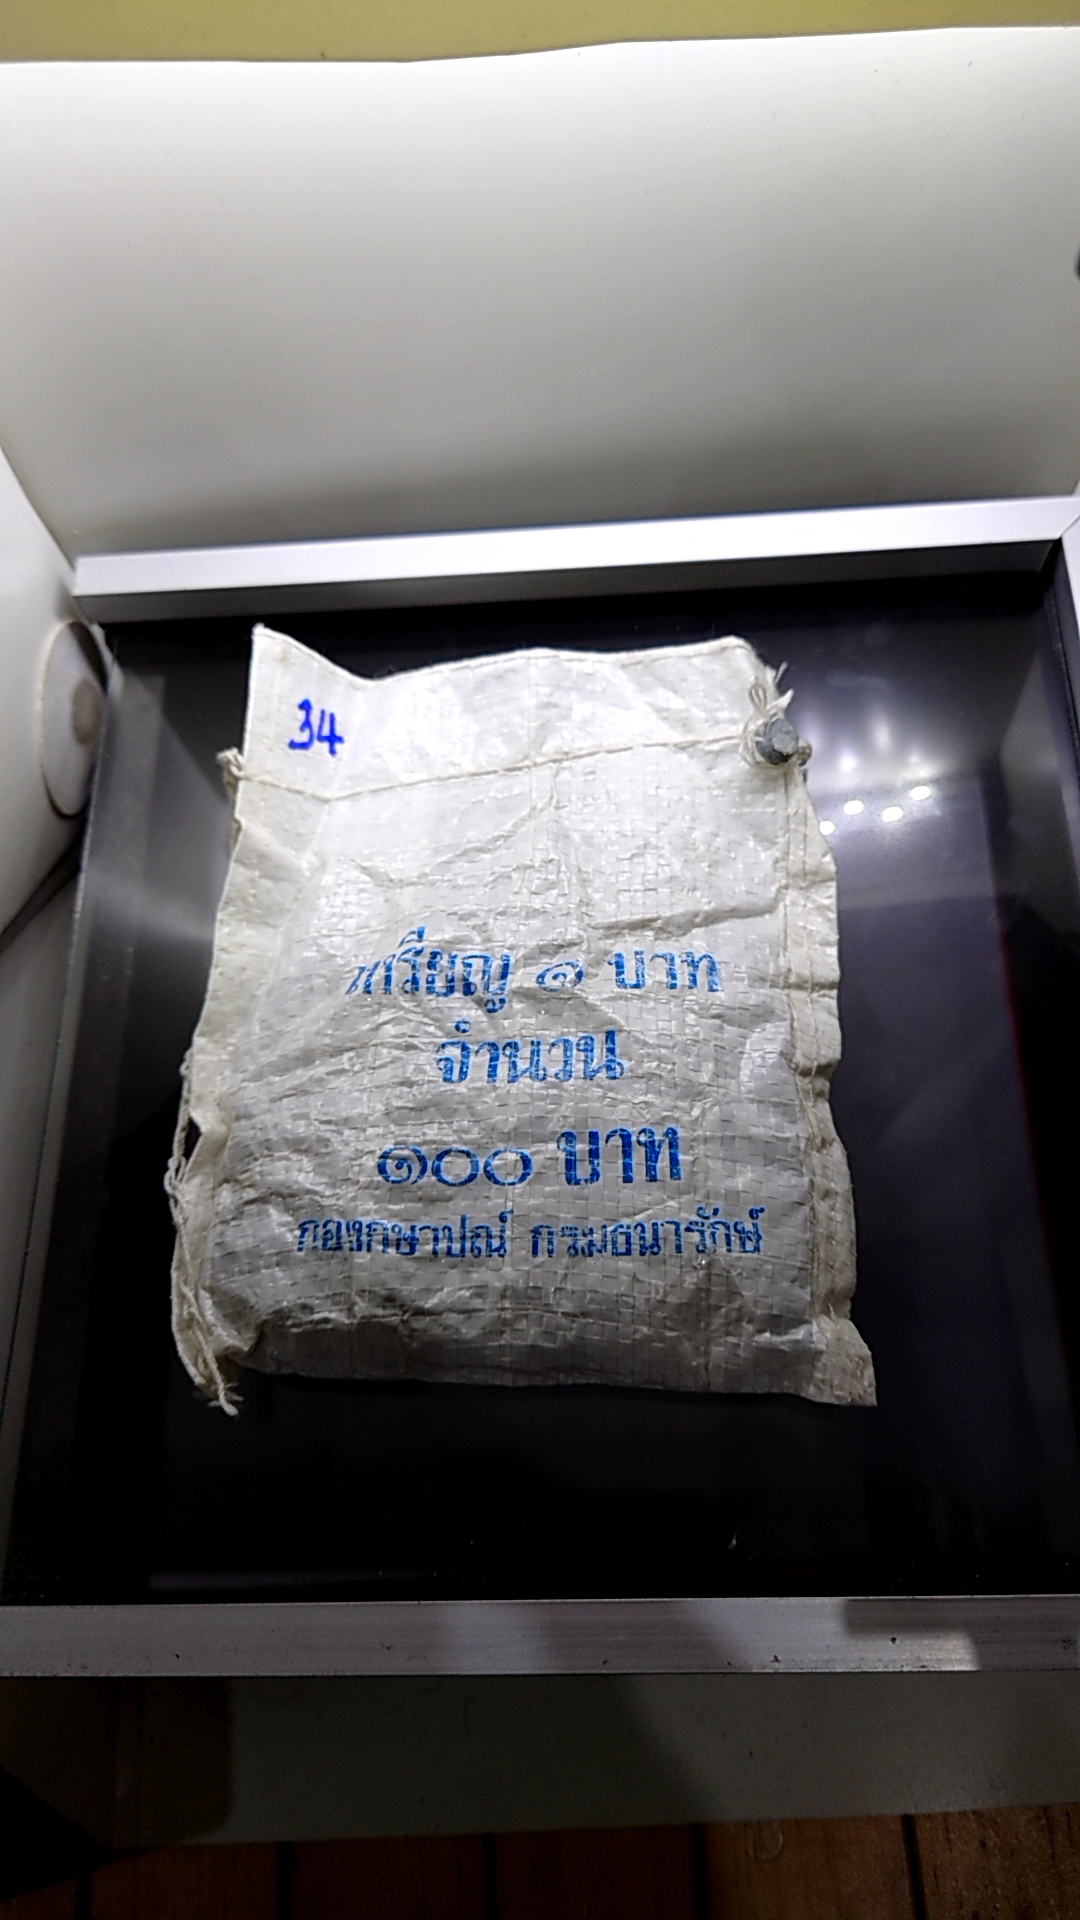 34
เหรียญ ๑ บาท
จำนวน
๑๐๐ บาท
กองกษาปณ์ กรมธนารักษ์